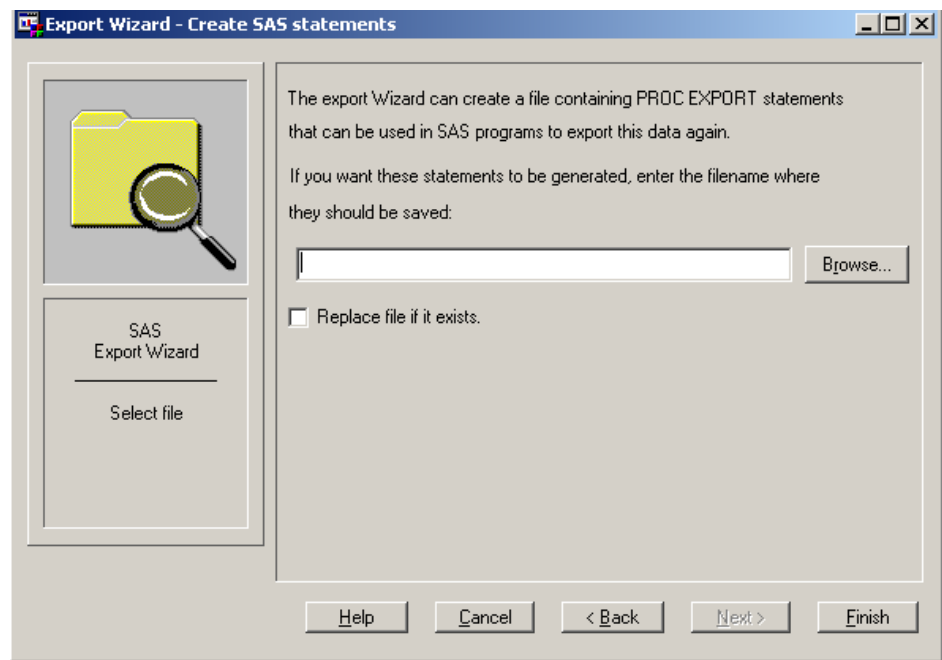 Export Wizard - Create SAS statements
The export Wizard can create a file containing PROC EXPORT statements
that can be used in SAS programs to export this data again.
If you want these statements to be generated, enter the filename where
they should be saved:
Browse...
Replace file if it exists.
SAS
Export Wizard
Select file
Help
Cancel
< Back
Next >
Finish